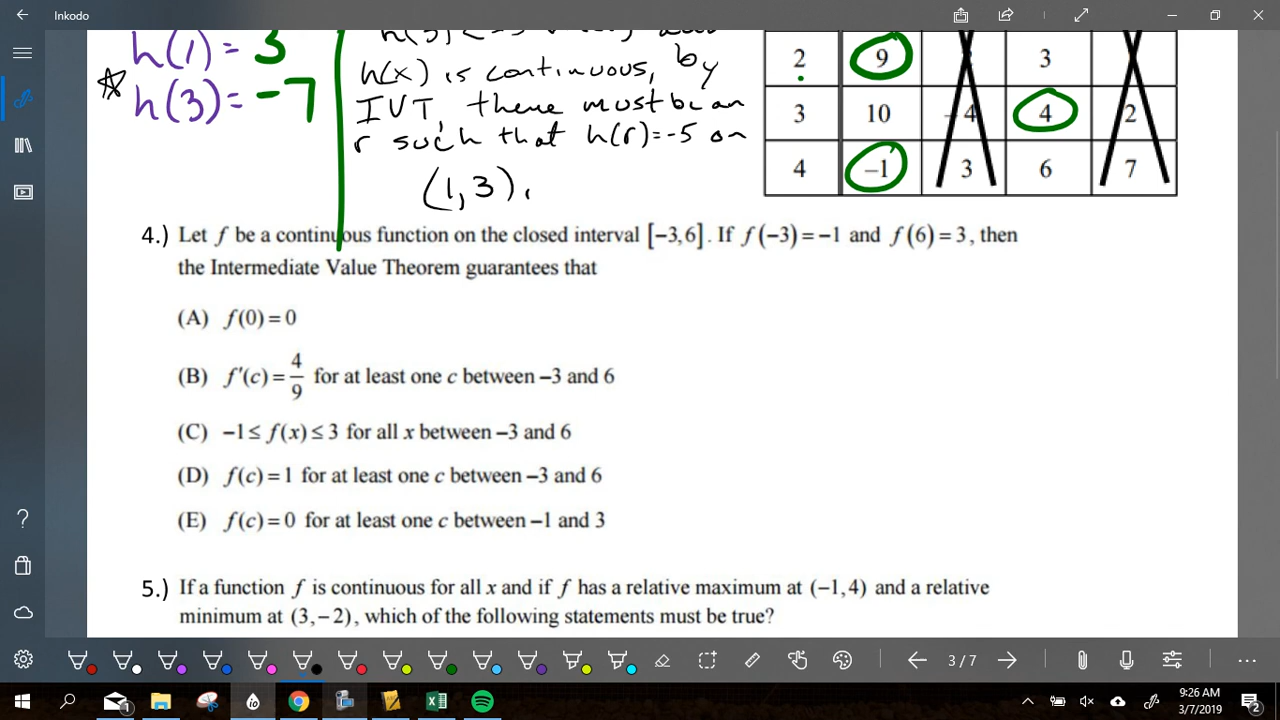 Inkodo
h(1) = 3
h(3) = -7
h(x) is continuous, by
IVT, there must be an
r such that h(r) = -5 on
(1,3).
2 9 3
3 10 -4 4 2
4 -1 3 6 7
4.) Let f be a continuous function on the closed interval [−3,6]. If f(−3) = −1 and f(6) = 3, then
the Intermediate Value Theorem guarantees that
(A) f(0) = 0
(B) f′(c) = 4/9 for at least one c between −3 and 6
(C) −1 ≤ f(x) ≤ 3 for all x between −3 and 6
(D) f(c) = 1 for at least one c between −3 and 6
(E) f(c) = 0 for at least one c between −1 and 3
5.) If a function f is continuous for all x and if f has a relative maximum at (−1,4) and a relative
minimum at (3,−2), which of the following statements must be true?
3 / 7
9:26 AM
3/7/2019